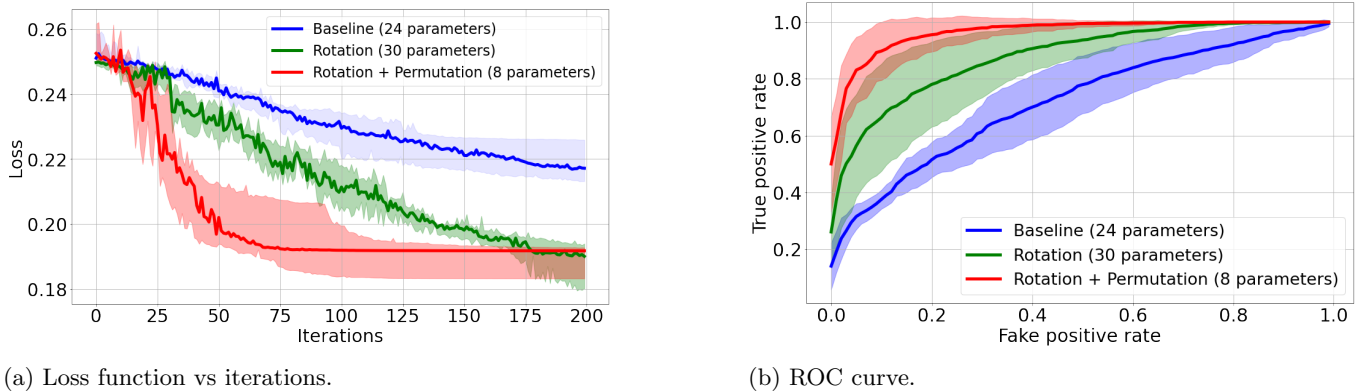 0.26
0.24
0.22
0.20
0.18
Loss
Baseline (24 parameters)
Rotation (30 parameters)
Rotation + Permutation (8 parameters)
0 25 50 75 100 125 150 175 200
Iterations
(a) Loss function vs iterations.
1.0
0.8
0.6
0.4
0.2
True positive rate
Baseline (24 parameters)
Rotation (30 parameters)
Rotation + Permutation (8 parameters)
0.0 0.2 0.4 0.6 0.8 1.0
Fake positive rate
(b) ROC curve.